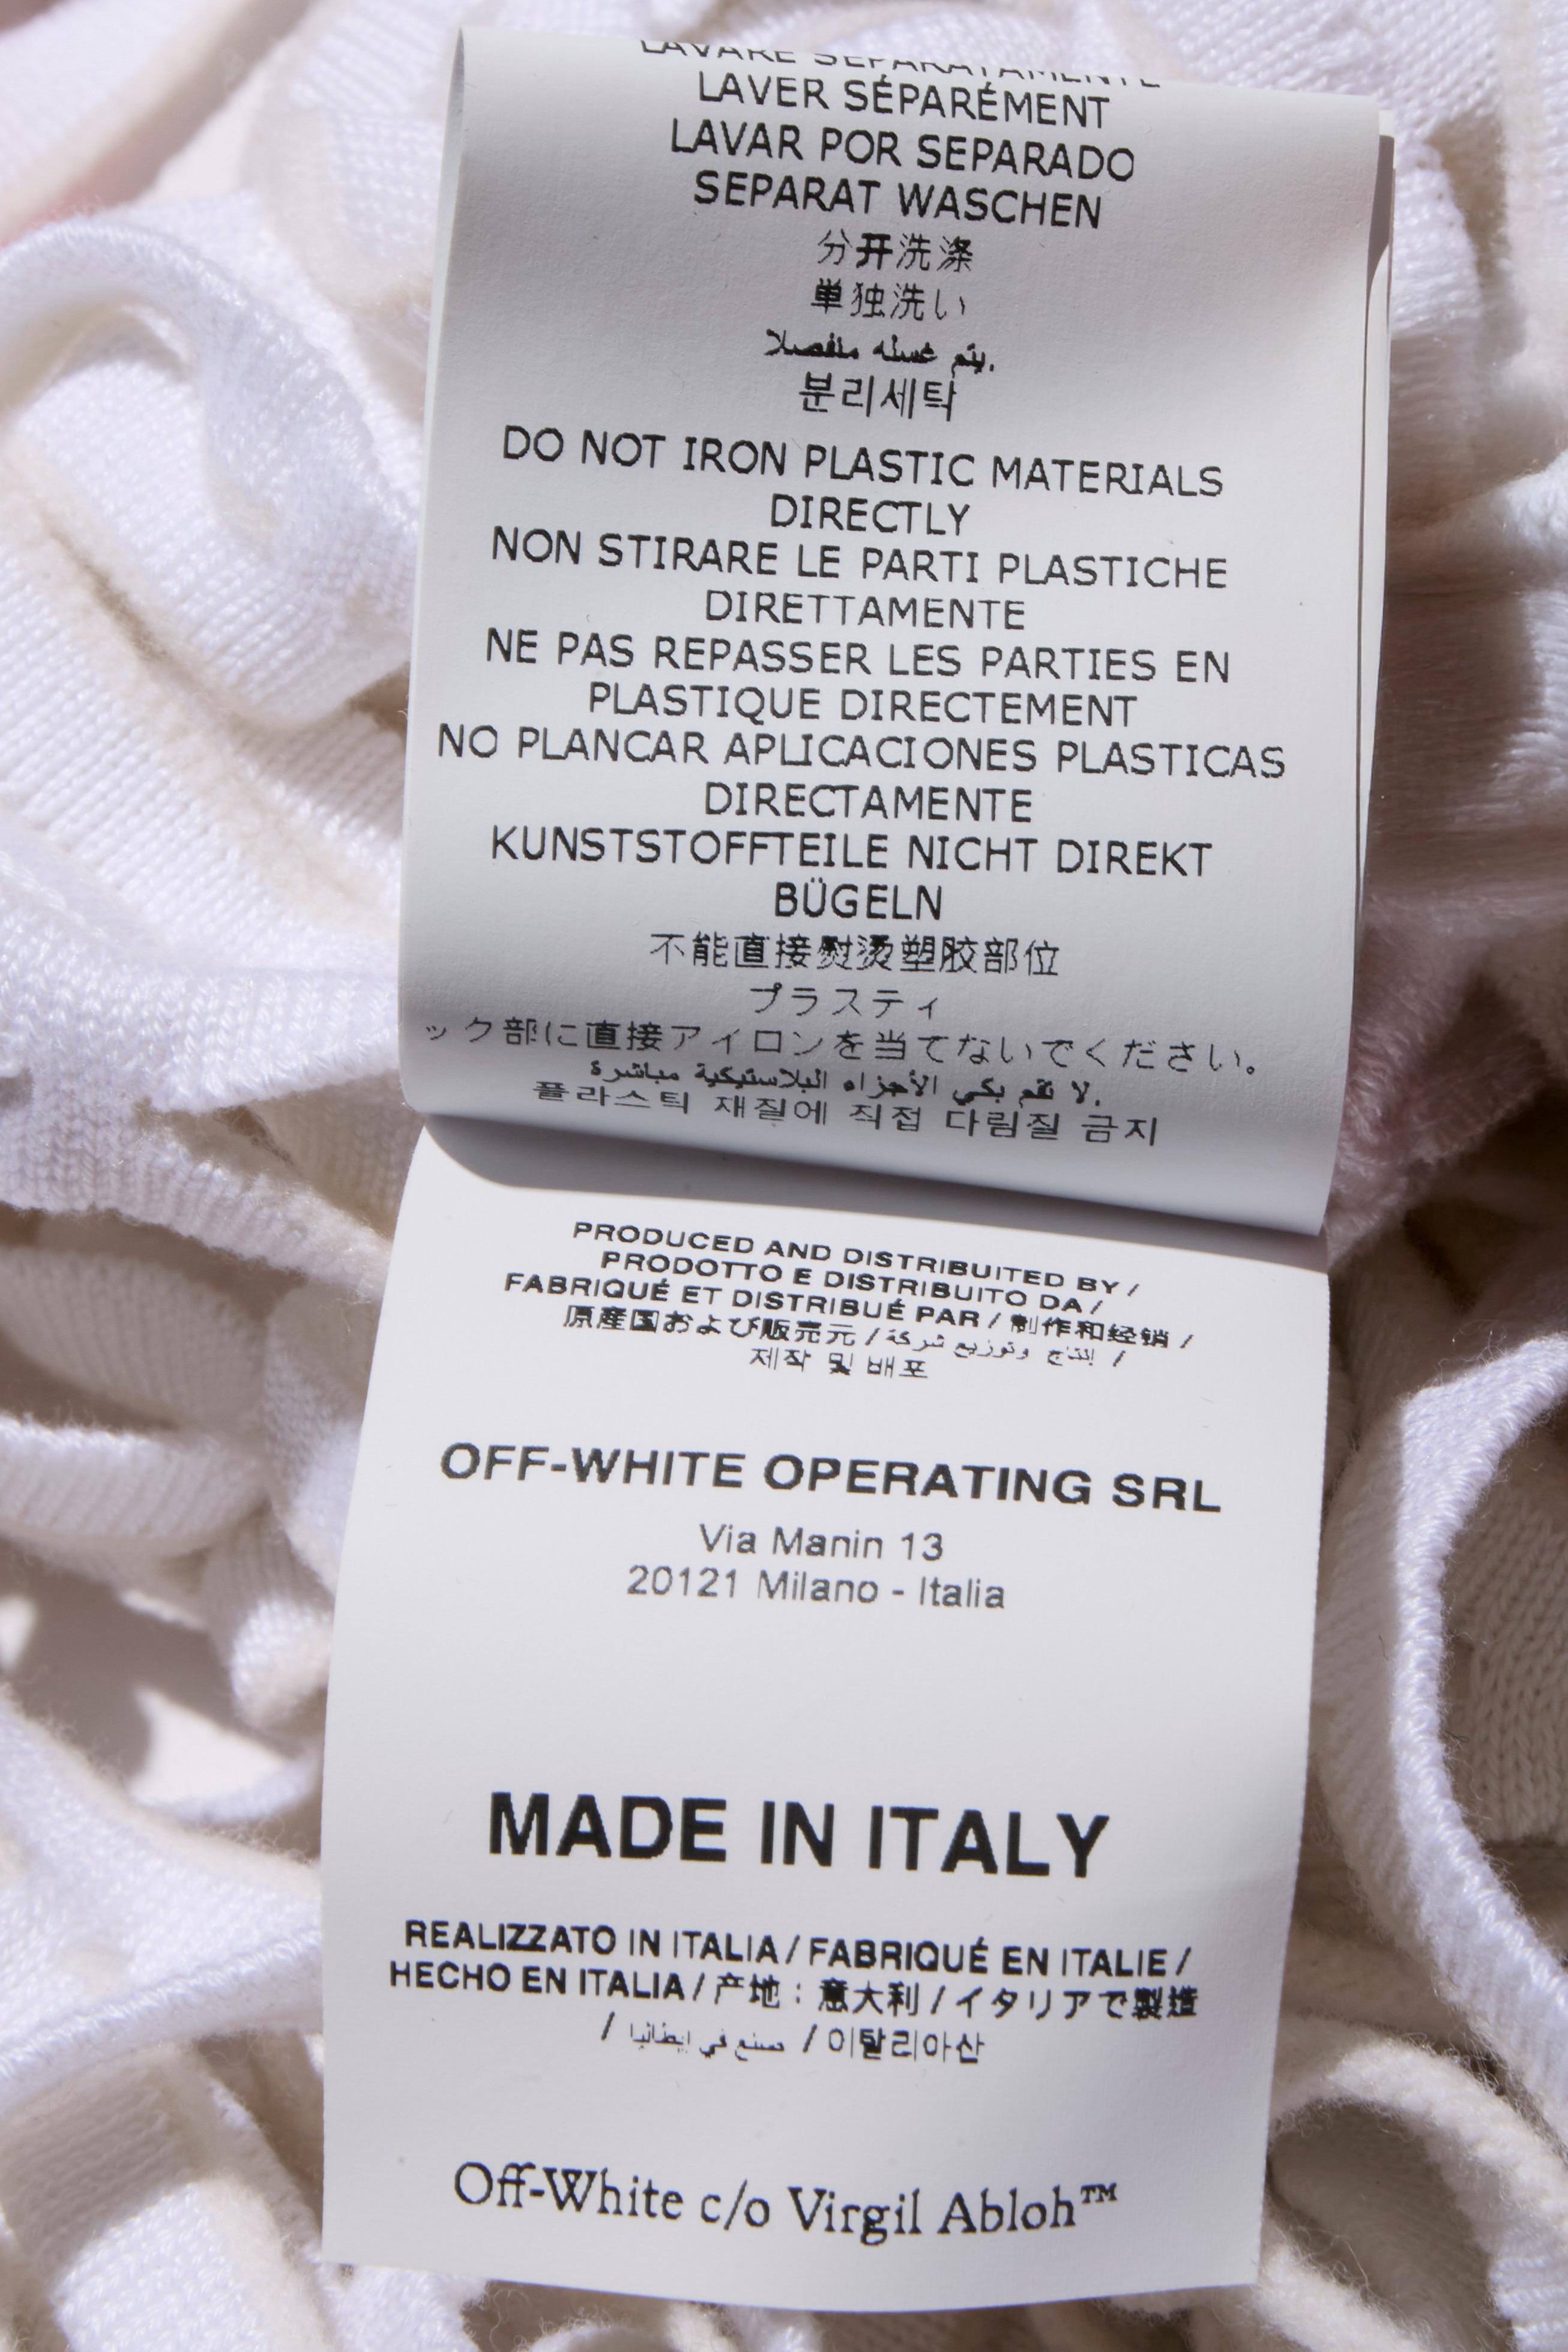 LAVARE SEPARATAMENTE
LAVER SÉPARÉMENT
LAVAR POR SEPARADO
SEPARAT WASCHEN
分开洗涤
単独洗い
يتم غسله منفصلا.
분리세탁
DO NOT IRON PLASTIC MATERIALS
DIRECTLY
NON STIRARE LE PARTI PLASTICHE
DIRETTAMENTE
NE PAS REPASSER LES PARTIES EN
PLASTIQUE DIRECTEMENT
NO PLANCAR APLICACIONES PLASTICAS
DIRECTAMENTE
KUNSTSTOFFTEILE NICHT DIREKT
BÜGELN
不能直接熨烫塑胶部位
プラスティ
ック部に直接アイロンを当てないでください。
لا تقم بكي الأجزاء البلاستيكية مباشرة.
플라스틱 재질에 직접 다림질 금지
PRODUCED AND DISTRIBUITED BY /
PRODOTTO E DISTRIBUITO DA /
FABRIQUÉ ET DISTRIBUÉ PAR / 制作和经销 /
原産国および販売元 / إنتاج وتوزيع شركة /
제작 및 배포
OFF-WHITE OPERATING SRL
Via Manin 13
20121 Milano - Italia
MADE IN ITALY
REALIZZATO IN ITALIA / FABRIQUÉ EN ITALIE /
HECHO EN ITALIA / 产地：意大利 / イタリアで製造
/ صنع في إيطاليا / 이탈리아산
Off-White c/o Virgil Abloh™